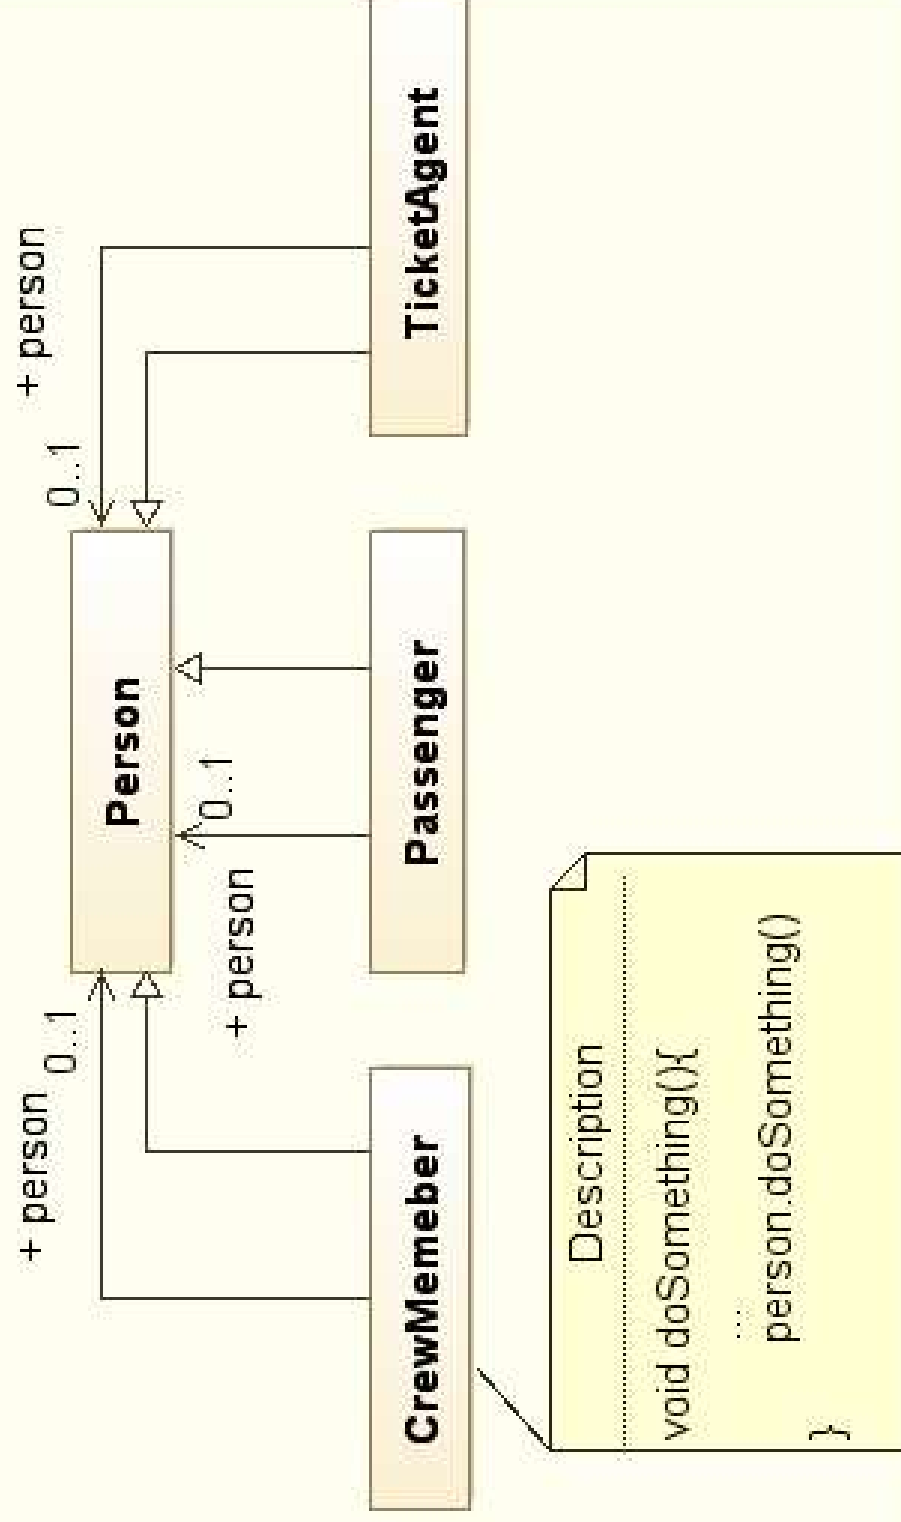 + person
0..1
0..1
+ person
Person
+ person
0..1
CrewMemeber
Passenger
TicketAgent
Description
void doSomething(){
...
person.doSomething()
}